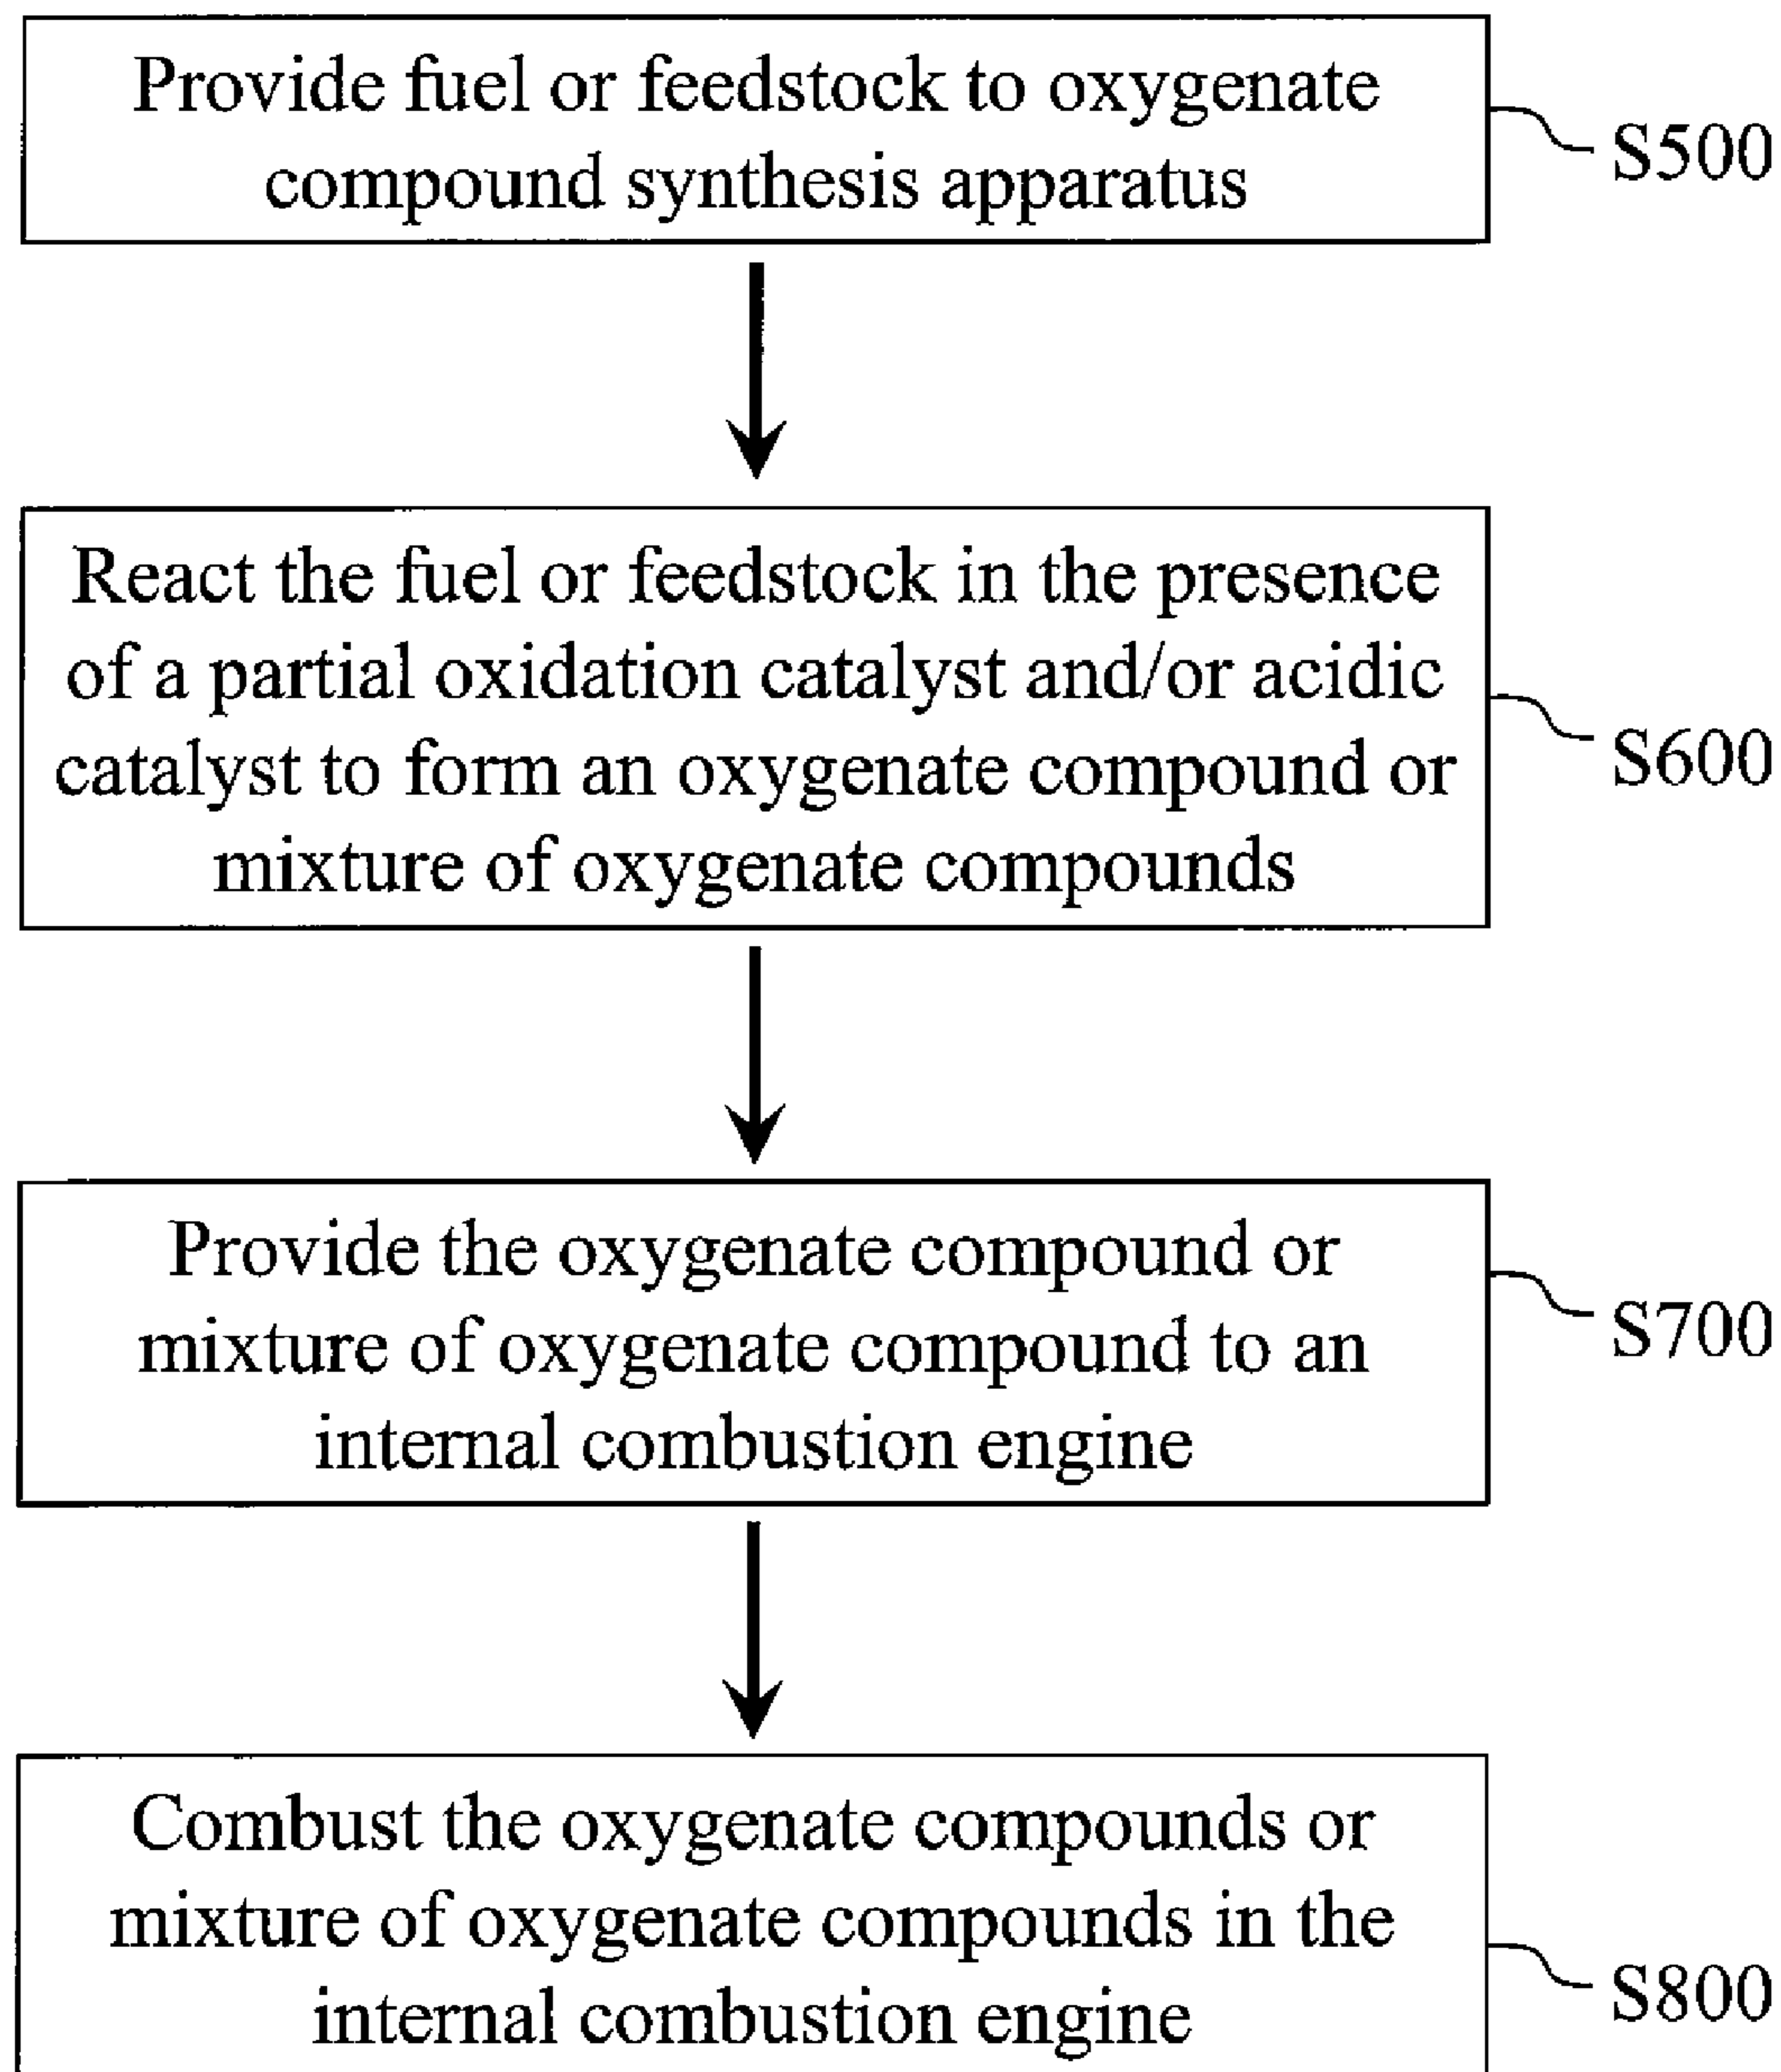 Provide fuel or feedstock to oxygenate
compound synthesis apparatus
S500
React the fuel or feedstock in the presence
of a partial oxidation catalyst and/or acidic
catalyst to form an oxygenate compound or
mixture of oxygenate compounds
S600
Provide the oxygenate compound or
mixture of oxygenate compound to an
internal combustion engine
S700
Combust the oxygenate compounds or
mixture of oxygenate compounds in the
internal combustion engine
S800